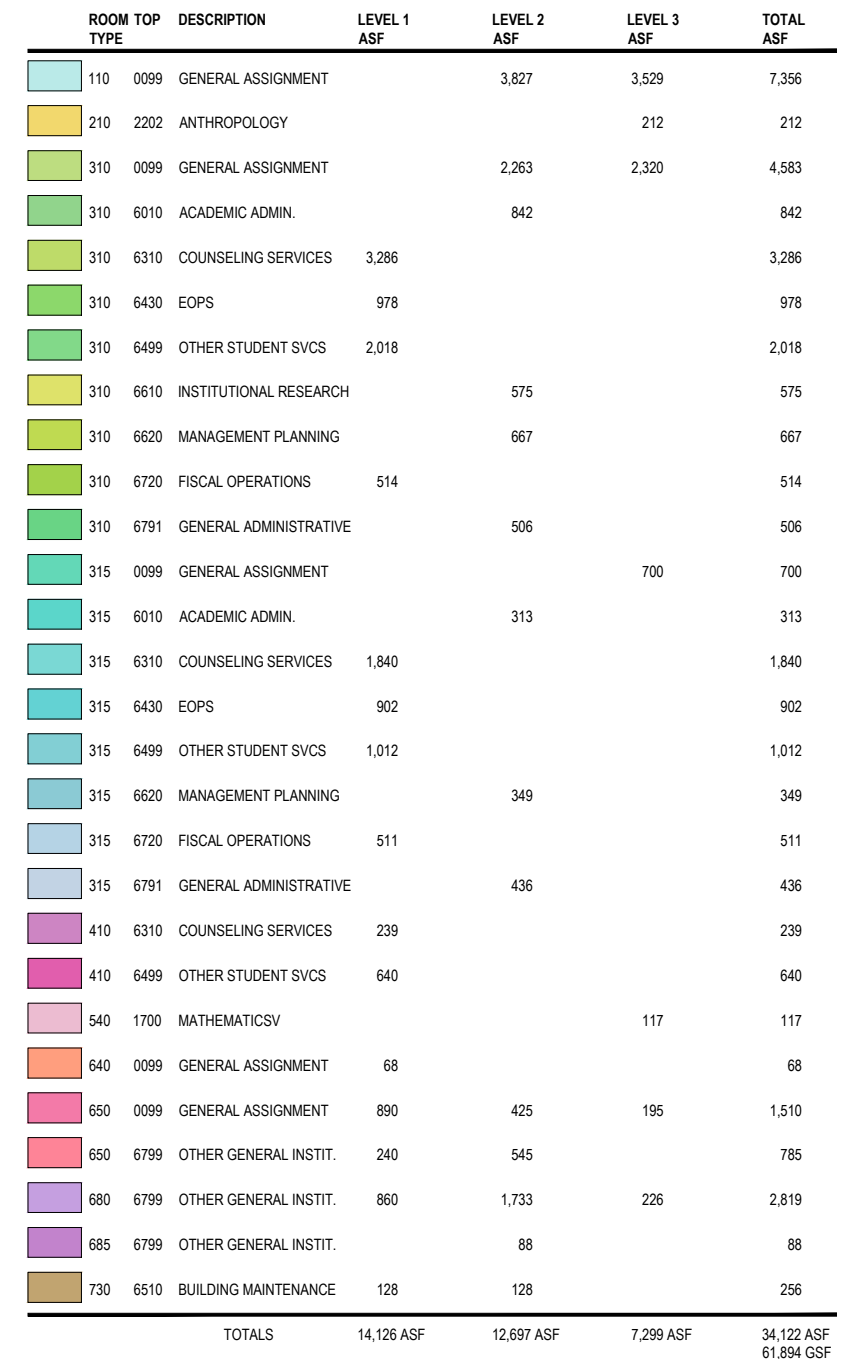 ROOM TOP DESCRIPTION LEVEL 1 LEVEL 2 LEVEL 3 TOTAL
TYPE ASF ASF ASF ASF
110 0099 GENERAL ASSIGNMENT 3,827 3,529 7,356
210 2202 ANTHROPOLOGY 212 212
310 0099 GENERAL ASSIGNMENT 2,263 2,320 4,583
310 6010 ACADEMIC ADMIN. 842 842
310 6310 COUNSELING SERVICES 3,286 3,286
310 6430 EOPS 978 978
310 6499 OTHER STUDENT SVCS 2,018 2,018
310 6610 INSTITUTIONAL RESEARCH 575 575
310 6620 MANAGEMENT PLANNING 667 667
310 6720 FISCAL OPERATIONS 514 514
310 6791 GENERAL ADMINISTRATIVE 506 506
315 0099 GENERAL ASSIGNMENT 700 700
315 6010 ACADEMIC ADMIN. 313 313
315 6310 COUNSELING SERVICES 1,840 1,840
315 6430 EOPS 902 902
315 6499 OTHER STUDENT SVCS 1,012 1,012
315 6620 MANAGEMENT PLANNING 349 349
315 6720 FISCAL OPERATIONS 511 511
315 6791 GENERAL ADMINISTRATIVE 436 436
410 6310 COUNSELING SERVICES 239 239
410 6499 OTHER STUDENT SVCS 640 640
540 1700 MATHEMATICSV 117 117
640 0099 GENERAL ASSIGNMENT 68 68
650 0099 GENERAL ASSIGNMENT 890 425 195 1,510
650 6799 OTHER GENERAL INSTIT. 240 545 785
680 6799 OTHER GENERAL INSTIT. 860 1,733 226 2,819
685 6799 OTHER GENERAL INSTIT. 88 88
730 6510 BUILDING MAINTENANCE 128 128 256
TOTALS 14,126 ASF 12,697 ASF 7,299 ASF 34,122 ASF
61,894 GSF